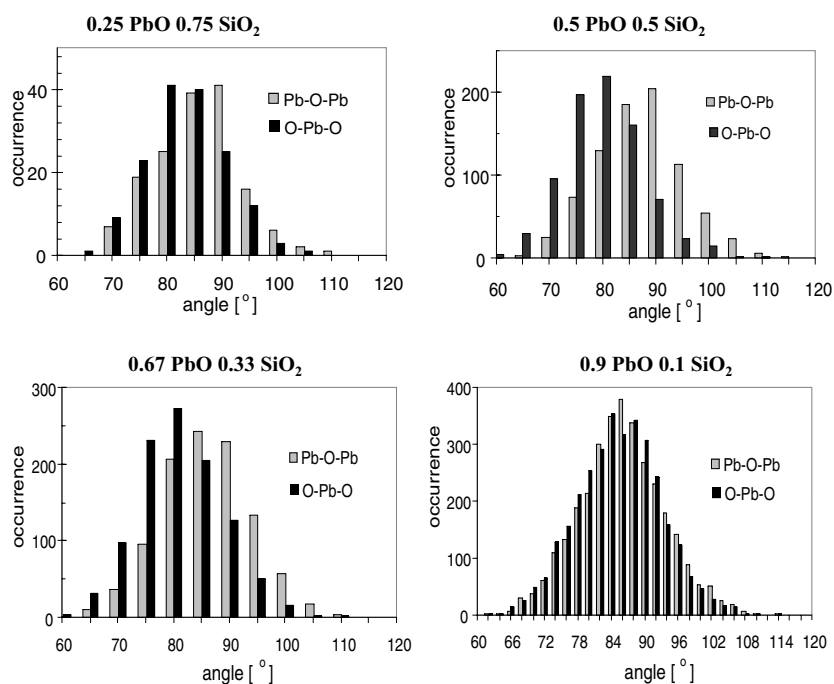 0.25 PbO 0.75 SiO₂
occurrence
40
20
0
Pb-O-Pb
O-Pb-O
60 70 80 90 100 110 120
angle [ ° ]
0.5 PbO 0.5 SiO₂
occurrence
200
100
0
Pb-O-Pb
O-Pb-O
60 70 80 90 100 110 120
angle [ ° ]
0.67 PbO 0.33 SiO₂
occurrence
300
200
100
0
Pb-O-Pb
O-Pb-O
60 70 80 90 100 110 120
angle [ ° ]
0.9 PbO 0.1 SiO₂
occurrence
400
300
200
100
0
Pb-O-Pb
O-Pb-O
60 66 72 78 84 90 96 102 108 114 120
angle [ ° ]